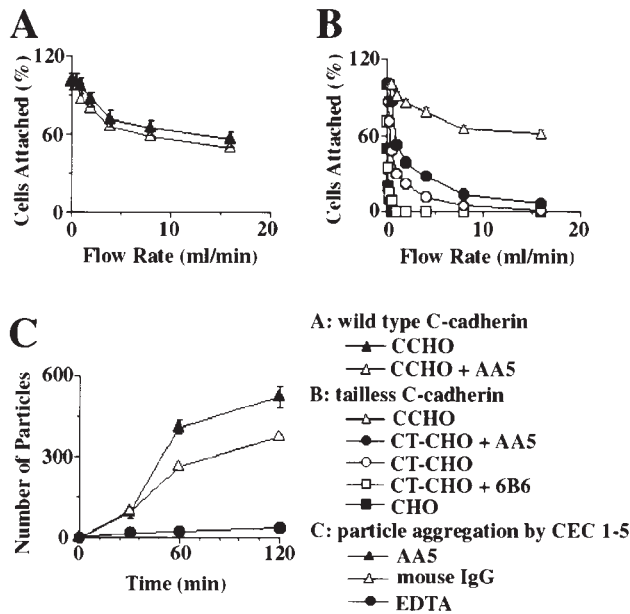 A
B
120
60
0
Cells Attached (%)
0
10
20
Flow Rate (ml/min)
120
60
0
Cells Attached (%)
0
10
20
Flow Rate (ml/min)
C
600
300
0
Number of Particles
0
60
120
Time (min)
A: wild type C-cadherin
CCHO
CCHO + AA5
B: tailless C-cadherin
CCHO
CT-CHO + AA5
CT-CHO
CT-CHO + 6B6
CHO
C: particle aggregation by CEC 1-5
AA5
mouse IgG
EDTA